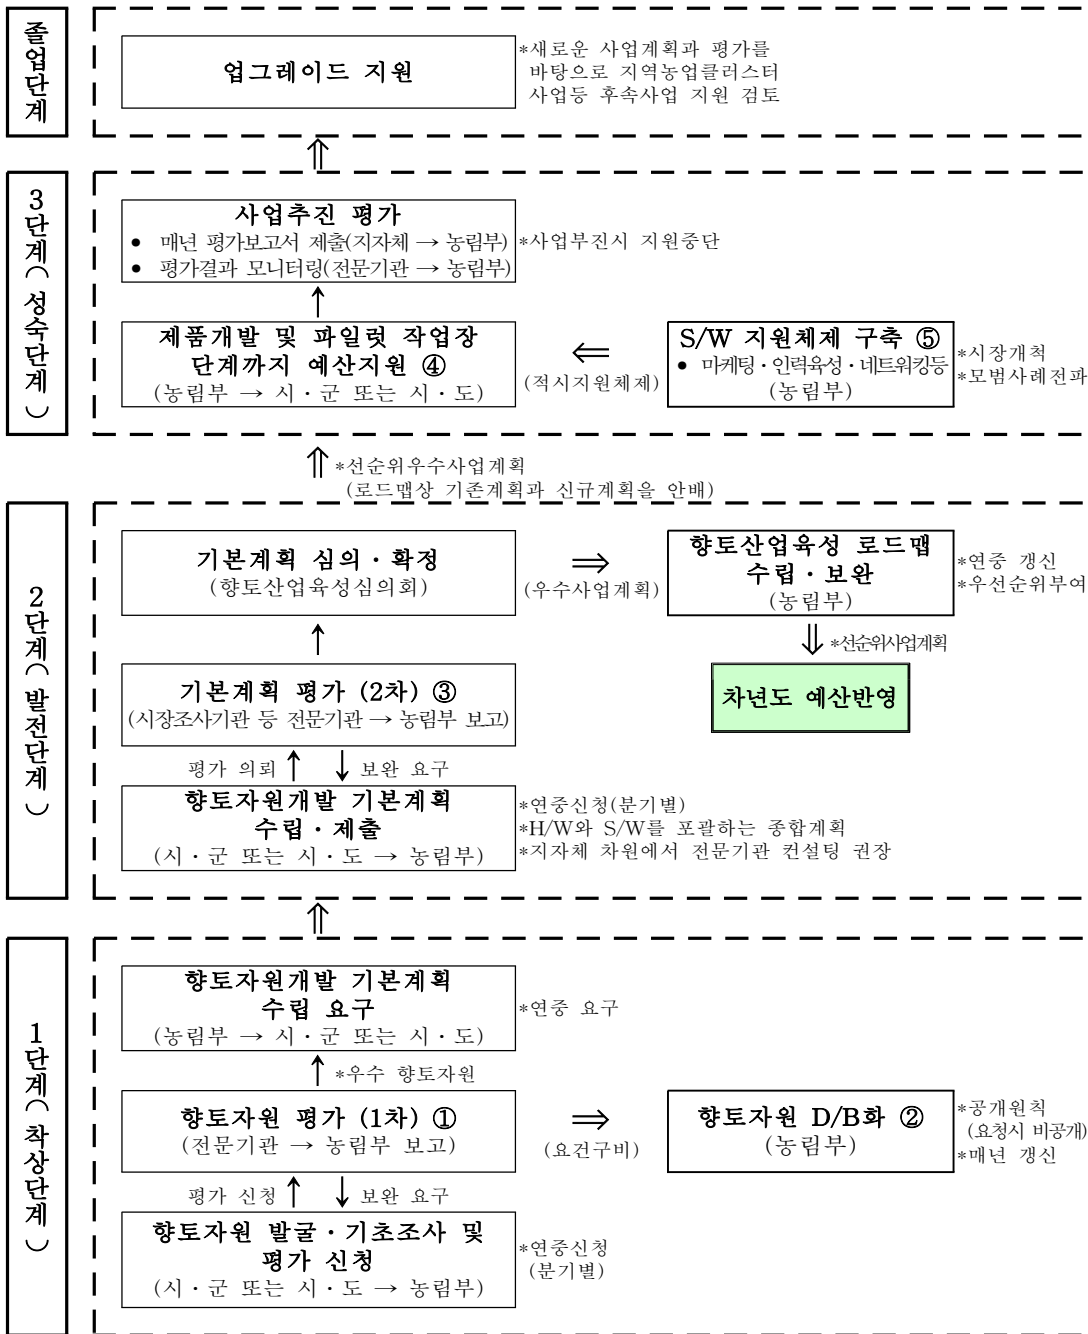 졸업단계
업그레이드 지원
*새로운 사업계획과 평가를
바탕으로 지역농업클러스터
사업등 후속사업 지원 검토
⇑
3단계(성숙단계)
사업추진 평가
• 매년 평가보고서 제출(지자체 → 농림부)
• 평가결과 모니터링(전문기관 → 농림부)
*사업부진시 지원중단
↑
제품개발 및 파일럿 작업장
단계까지 예산지원 ④
(농림부 → 시・군 또는 시・도)
⇐
(적시지원체제)
S/W 지원체제 구축 ⑤
• 마케팅・인력육성・네트워킹등
(농림부)
*시장개척
*모범사례전파
⇑ *선순위우수사업계획
(로드맵상 기존계획과 신규계획을 안배)
2단계(발전단계)
기본계획 심의・확정
(향토산업육성심의회)
⇒
(우수사업계획)
향토산업육성 로드맵
수립・보완
(농림부)
*연중 갱신
*우선순위부여
⇓ *선순위사업계획
차년도 예산반영
↑
기본계획 평가 (2차) ③
(시장조사기관 등 전문기관 → 농림부 보고)
평가 의뢰 ↑ ↓ 보완 요구
향토자원개발 기본계획
수립・제출
(시・군 또는 시・도 → 농림부)
*연중신청(분기별)
*H/W와 S/W를 포괄하는 종합계획
*지자체 차원에서 전문기관 컨설팅 권장
⇑
1단계(착상단계)
향토자원개발 기본계획
수립 요구
(농림부 → 시・군 또는 시・도)
*연중 요구
↑ *우수 향토자원
향토자원 평가 (1차) ①
(전문기관 → 농림부 보고)
⇒
(요건구비)
향토자원 D/B화 ②
(농림부)
*공개원칙
(요청시 비공개)
*매년 갱신
평가 신청 ↑ ↓ 보완 요구
향토자원 발굴・기초조사 및
평가 신청
(시・군 또는 시・도 → 농림부)
*연중신청
(분기별)